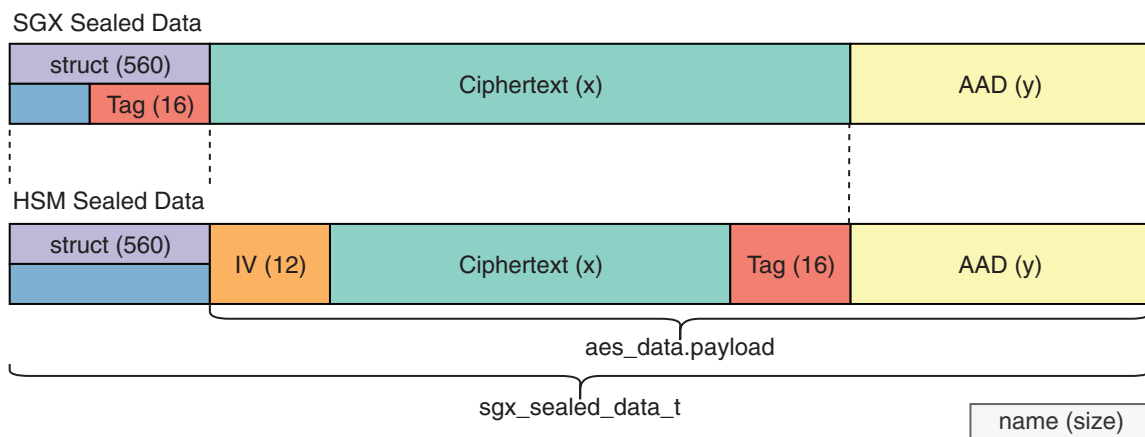 SGX Sealed Data
struct (560)
Tag (16)
Ciphertext (x)
AAD (y)
HSM Sealed Data
struct (560)
IV (12)
Ciphertext (x)
Tag (16)
AAD (y)
aes_data.payload
sgx_sealed_data_t
name (size)